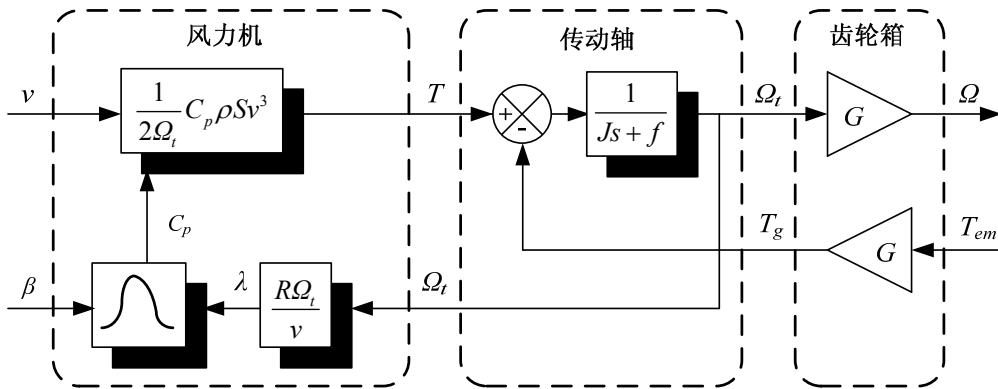 风力机
传动轴
齿轮箱
v
1/(2Ω_t) C_p ρSv³
T
+
-
1/(Js + f)
Ω_t
G
Ω
C_p
T_g
G
T_em
β
λ
RΩ_t/v
Ω_t